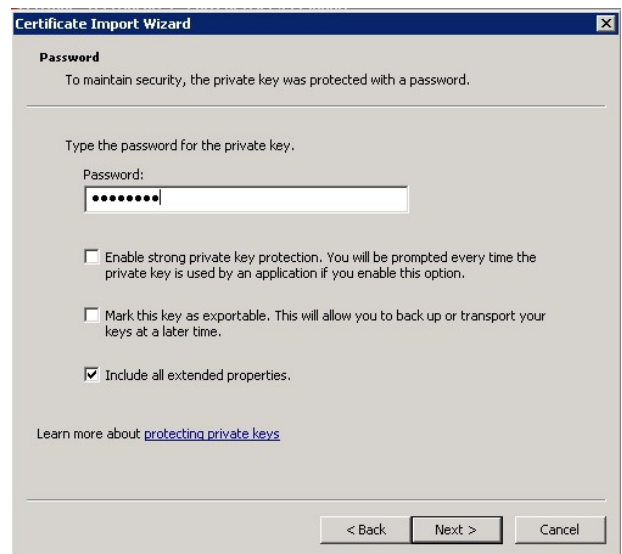 Certificate Import Wizard
Password
To maintain security, the private key was protected with a password.
Type the password for the private key.
Password:
••••••••
Enable strong private key protection. You will be prompted every time the
private key is used by an application if you enable this option.
Mark this key as exportable. This will allow you to back up or transport your
keys at a later time.
Include all extended properties.
Learn more about protecting private keys
< Back
Next >
Cancel